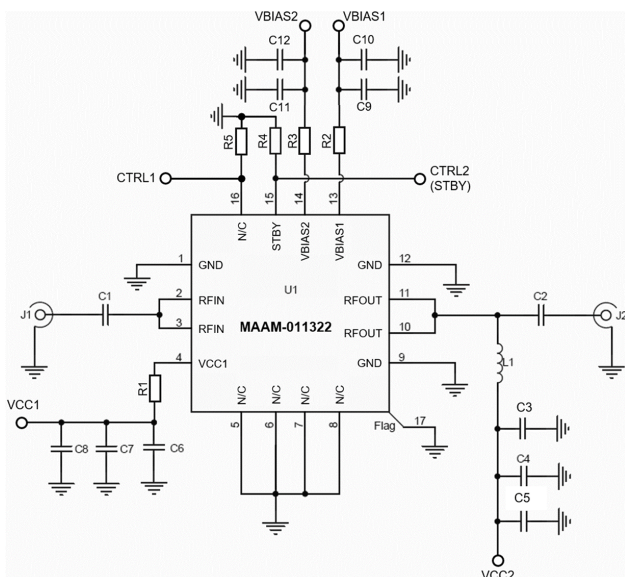 VBIAS2
VBIAS1
C12
C10
C11
C9
R5
R4
R3
R2
CTRL1
CTRL2
(STBY)
16
15
14
13
N/C
STBY
VBIAS2
VBIAS1
1
GND
GND
12
U1
J1
C1
2
RFIN
RFOUT
11
C2
J2
3
RFIN
MAAM-011322
RFOUT
10
4
VCC1
GND
9
L1
R1
N/C
N/C
N/C
N/C
VCC1
5
6
7
8
Flag
17
C3
C8
C7
C6
C4
C5
VCC2